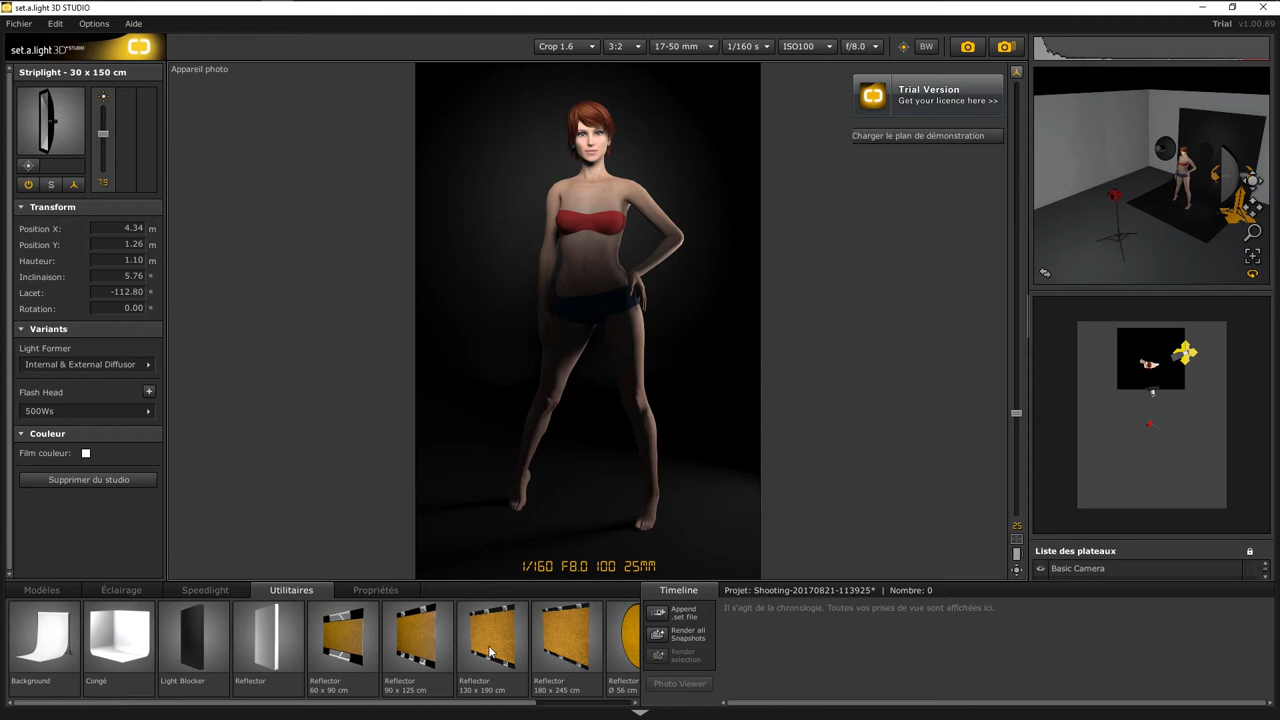 set.a.light 3D STUDIO
Fichier Edit Options Aide
Trial v1.00.89
set.a.light 3D STUDIO
Crop 1.6 3:2 17-50 mm 1/160 s ISO100 f/8.0 BW
Striplight - 30 x 150 cm
Appareil photo
Trial Version
Get your licence here >>
Charger le plan de démonstration
S
79
Transform
Position X: 4.34 m
Position Y: 1.26 m
Hauteur: 1.10 m
Inclinaison: 5.76 °
Lacet: -112.80 °
Rotation: 0.00 °
Variants
Light Former
Internal & External Diffusor
Flash Head
500Ws
Couleur
Film couleur:
Supprimer du studio
1/160 F8.0 100 25MM
25
Liste des plateaux
Basic Camera
Modèles Éclairage Speedlight Utilitaires Propriétés
Background
Congé
Light Blocker
Reflector
Reflector
60 x 90 cm
Reflector
90 x 125 cm
Reflector
130 x 190 cm
Reflector
180 x 245 cm
Reflector
Ø 56 cm
Timeline
Projet: Shooting-20170821-113925* | Nombre: 0
Append
.set file
Render all
Snapshots
Render
selection
Photo Viewer
Il s'agit de la chronologie. Toutes vos prises de vue sont affichées ici.